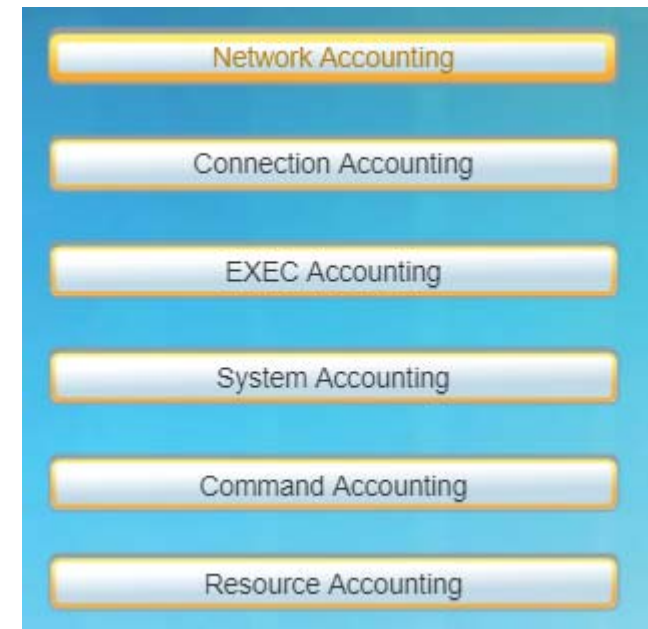 Network Accounting
Connection Accounting
EXEC Accounting
System Accounting
Command Accounting
Resource Accounting